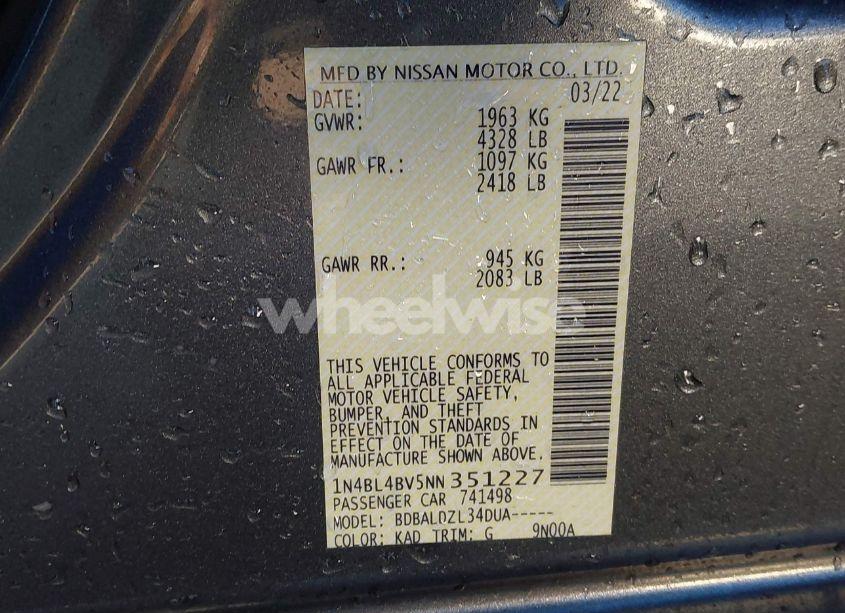 MFD BY NISSAN MOTOR CO., LTD.
DATE: 03/22
GVWR: 1963 KG
4328 LB
GAWR FR.: 1097 KG
2418 LB
GAWR RR.: 945 KG
2083 LB
wheelwise
THIS VEHICLE CONFORMS TO
ALL APPLICABLE FEDERAL
MOTOR VEHICLE SAFETY,
BUMPER, AND THEFT
PREVENTION STANDARDS IN
EFFECT ON THE DATE OF
MANUFACTURE SHOWN ABOVE.
1N4BL4BV5NN351227
PASSENGER CAR 741498
MODEL: BDBALDZL34DUA-----
COLOR: KAD TRIM: G 9N00A